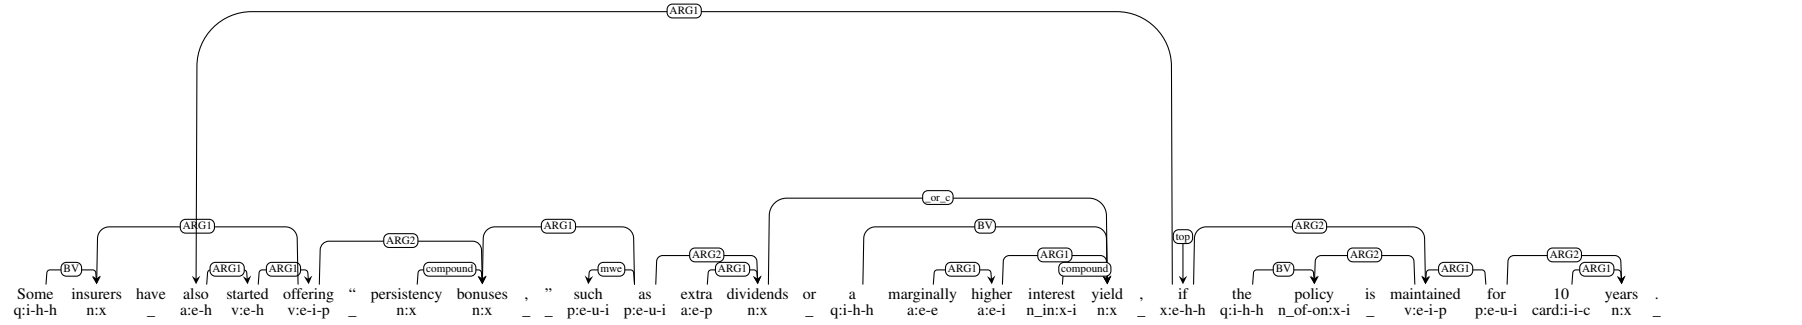 ARG1
_or_c
ARG1 ARG1 BV top ARG2
ARG2
ARG2 ARG1 ARG2 ARG2
BV ARG1 ARG1 compound mwe ARG1 ARG1 compound BV ARG1 ARG1
Some insurers have also started offering “ persistency bonuses , ” such as extra dividends or a marginally higher interest yield , if the policy is maintained for 10 years .
q:i-h-h n:x _ a:e-h v:e-h v:e-i-p _ n:x n:x _ _ p:e-u-i p:e-u-i a:e-p n:x _ q:i-h-h a:e-e a:e-i n_in:x-i n:x _ x:e-h-h q:i-h-h n_of-on:x-i _ v:e-i-p p:e-u-i card:i-i-c n:x _